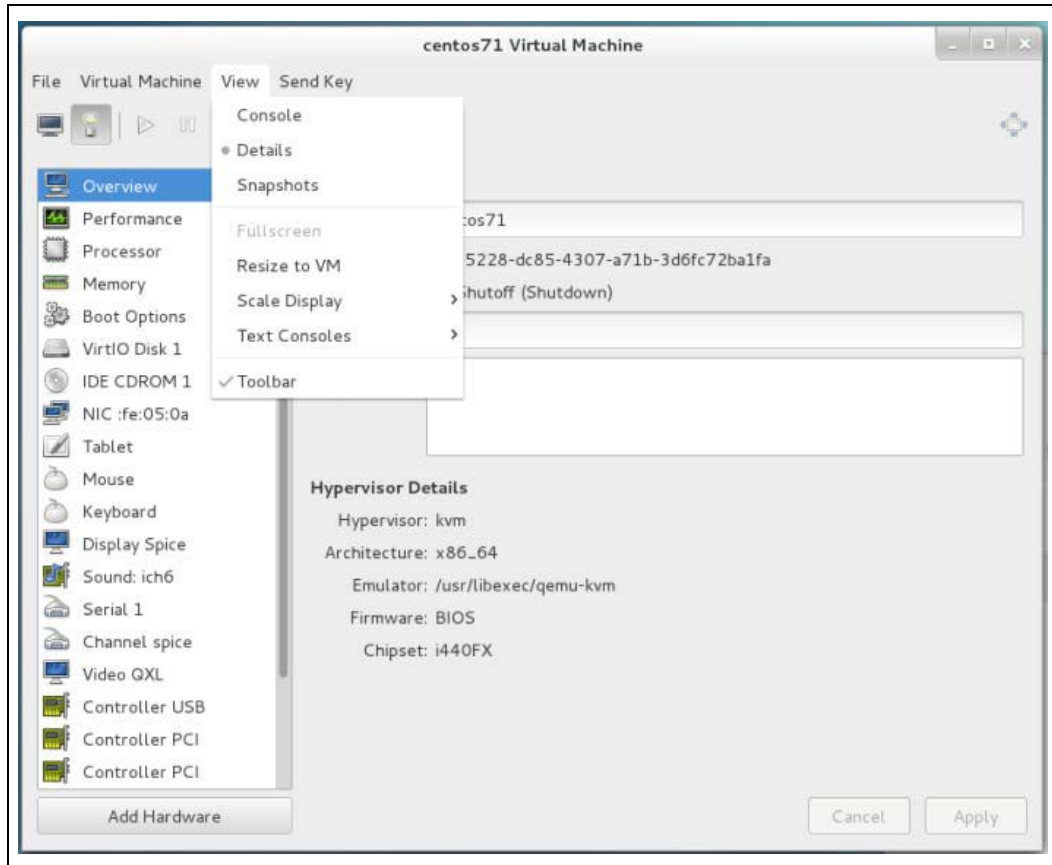 centos71 Virtual Machine
File Virtual Machine View Send Key
Console
Details
Snapshots
Fullscreen
Resize to VM
Scale Display
Text Consoles
Toolbar
Overview
Performance
Processor
Memory
Boot Options
VirtIO Disk 1
IDE CDROM 1
NIC :fe:05:0a
Tablet
Mouse
Keyboard
Display Spice
Sound: ich6
Serial 1
Channel spice
Video QXL
Controller USB
Controller PCI
Controller PCI
Add Hardware
tos71
5228-dc85-4307-a71b-3d6fc72ba1fa
Shutoff (Shutdown)
Hypervisor Details
Hypervisor: kvm
Architecture: x86_64
Emulator: /usr/libexec/qemu-kvm
Firmware: BIOS
Chipset: i440FX
Cancel Apply